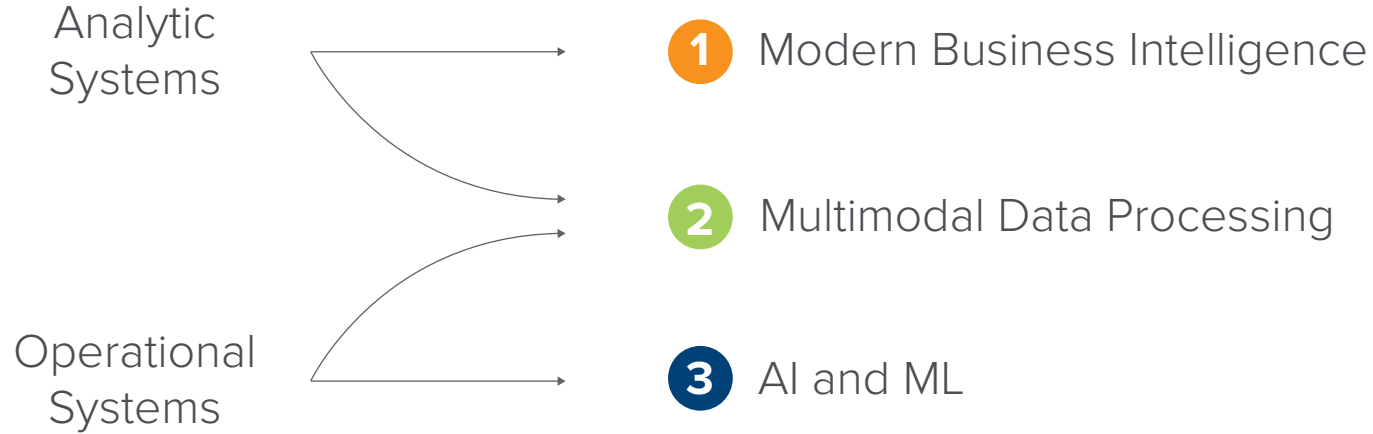 Analytic
Systems
1 Modern Business Intelligence
2 Multimodal Data Processing
Operational
Systems
3 AI and ML